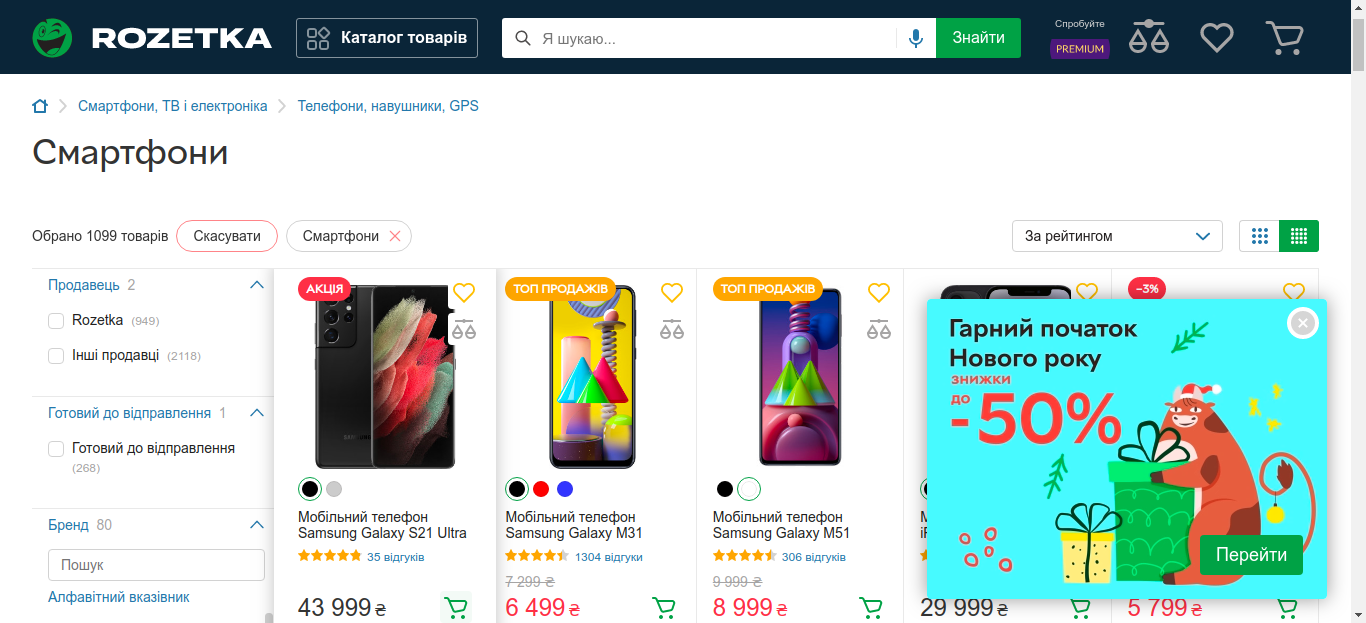 ROZETKA
Каталог товарів
Я шукаю...
Знайти
Спробуйте
PREMIUM
Смартфони, ТВ і електроніка
Телефони, навушники, GPS
Смартфони
Обрано 1099 товарів
Скасувати
Смартфони
За рейтингом
Продавець 2
Rozetka (949)
Інші продавці (2118)
Готовий до відправлення 1
Готовий до відправлення
(268)
Бренд 80
Пошук
Алфавітний вказівник
АКЦІЯ
Мобільний телефон
Samsung Galaxy S21 Ultra
35 відгуків
43 999 ₴
ТОП ПРОДАЖІВ
Мобільний телефон
Samsung Galaxy M31
1304 відгуки
7 299 ₴
6 499 ₴
ТОП ПРОДАЖІВ
Мобільний телефон
Samsung Galaxy M51
306 відгуків
9 999 ₴
8 999 ₴
29 999 ₴
−3%
5 799 ₴
Гарний початок
Нового року
знижки
до
-50%
Перейти